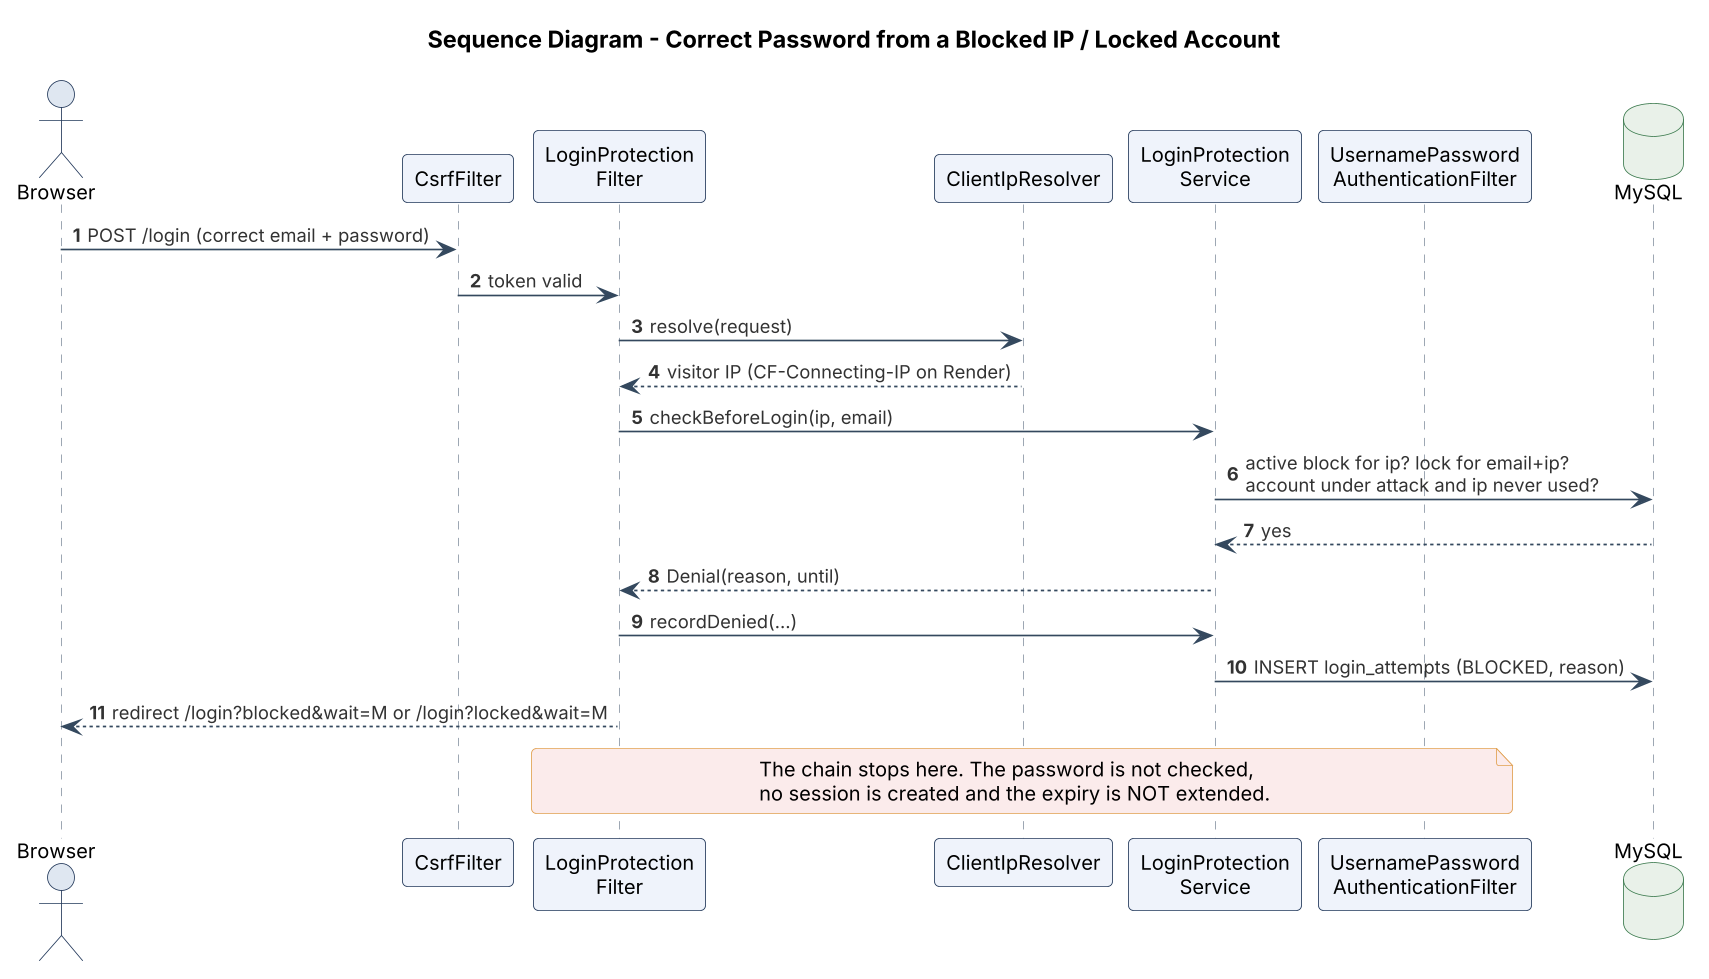 Sequence Diagram - Correct Password from a Blocked IP / Locked Account
Browser
CsrfFilter
LoginProtection
Filter
ClientIpResolver
LoginProtection
Service
UsernamePassword
AuthenticationFilter
MySQL
1 POST /login (correct email + password)
2 token valid
3 resolve(request)
4 visitor IP (CF-Connecting-IP on Render)
5 checkBeforeLogin(ip, email)
6 active block for ip? lock for email+ip?
account under attack and ip never used?
7 yes
8 Denial(reason, until)
9 recordDenied(...)
10 INSERT login_attempts (BLOCKED, reason)
11 redirect /login?blocked&wait=M or /login?locked&wait=M
The chain stops here. The password is not checked,
no session is created and the expiry is NOT extended.
Browser
CsrfFilter
LoginProtection
Filter
ClientIpResolver
LoginProtection
Service
UsernamePassword
AuthenticationFilter
MySQL